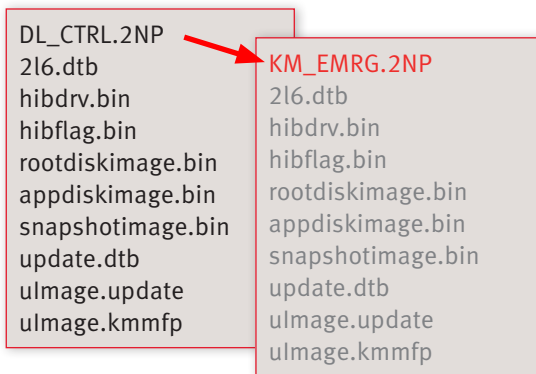 DL_CTRL.2NP
2l6.dtb
hibdrv.bin
hibflag.bin
rootdiskimage.bin
appdiskimage.bin
snapshotimage.bin
update.dtb
uImage.update
uImage.kmmfp
KM_EMRG.2NP
2l6.dtb
hibdrv.bin
hibflag.bin
rootdiskimage.bin
appdiskimage.bin
snapshotimage.bin
update.dtb
uImage.update
uImage.kmmfp